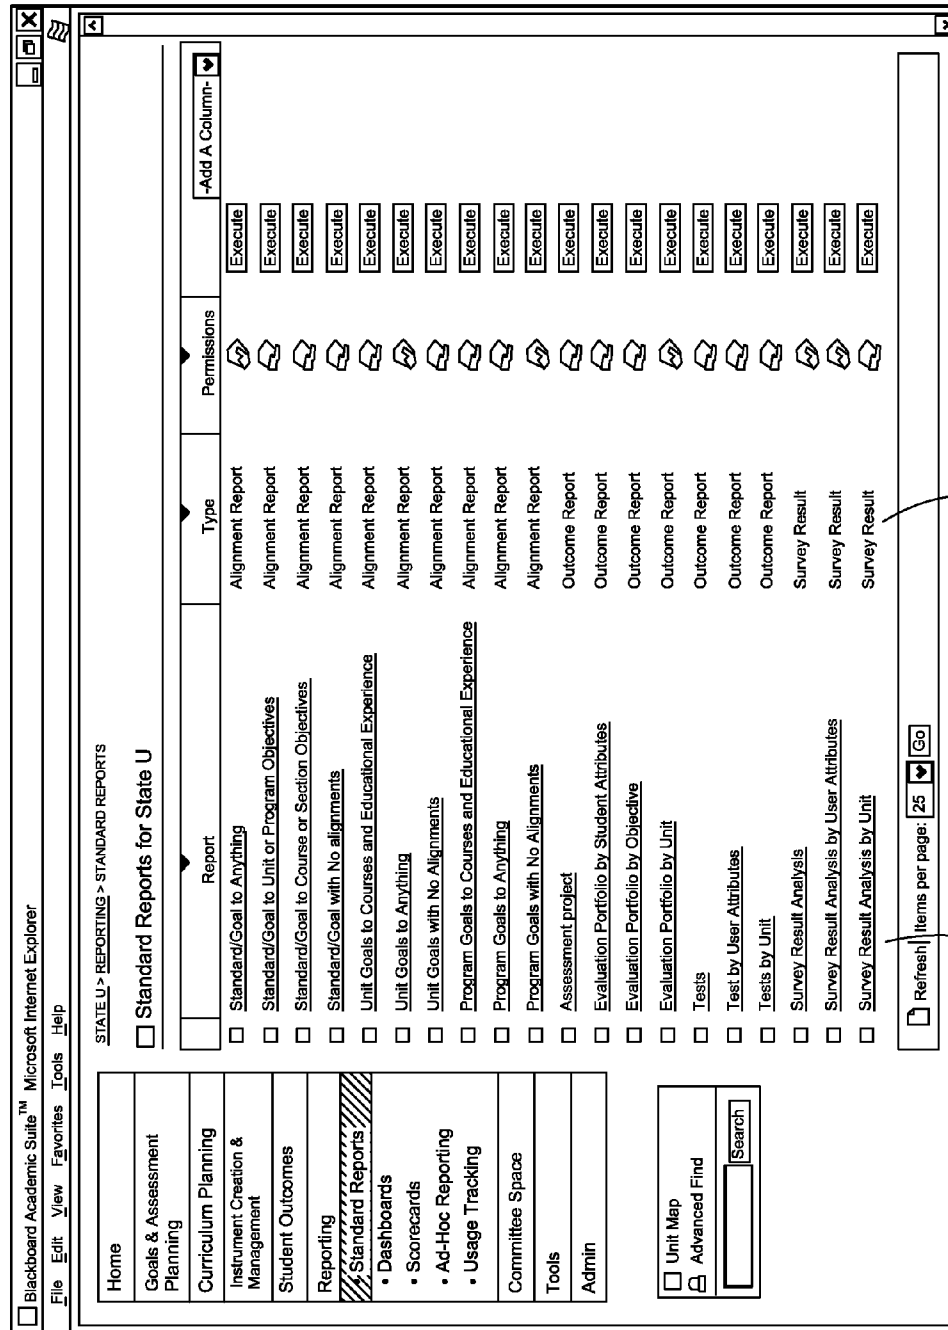 Blackboard Academic Suite™ Microsoft Internet Explorer
File Edit View Favorites Tools Help
Home
Goals & Assessment
Planning
Curriculum Planning
Instrument Creation &
Management
Student Outcomes
Reporting
• Standard Reports
• Dashboards
• Scorecards
• Ad-Hoc Reporting
• Usage Tracking
Committee Space
Tools
Admin
Unit Map
Advanced Find
Search
STATE U > REPORTING > STANDARD REPORTS
Standard Reports for State U
Report Type Permissions -Add A Column-
Standard/Goal to Anything Alignment Report Execute
Standard/Goal to Unit or Program Objectives Alignment Report Execute
Standard/Goal to Course or Section Objectives Alignment Report Execute
Standard/Goal with No alignments Alignment Report Execute
Unit Goals to Courses and Educational Experience Alignment Report Execute
Unit Goals to Anything Alignment Report Execute
Unit Goals with No Alignments Alignment Report Execute
Program Goals to Courses and Educational Experience Alignment Report Execute
Program Goals to Anything Alignment Report Execute
Program Goals with No Alignments Alignment Report Execute
Assessment project Outcome Report Execute
Evaluation Portfolio by Student Attributes Outcome Report Execute
Evaluation Portfolio by Objective Outcome Report Execute
Evaluation Portfolio by Unit Outcome Report Execute
Tests Outcome Report Execute
Test by User Attributes Outcome Report Execute
Tests by Unit Outcome Report Execute
Survey Result Analysis Survey Result Execute
Survey Result Analysis by User Attributes Survey Result Execute
Survey Result Analysis by Unit Survey Result Execute
Refresh| Items per page: 25 Go